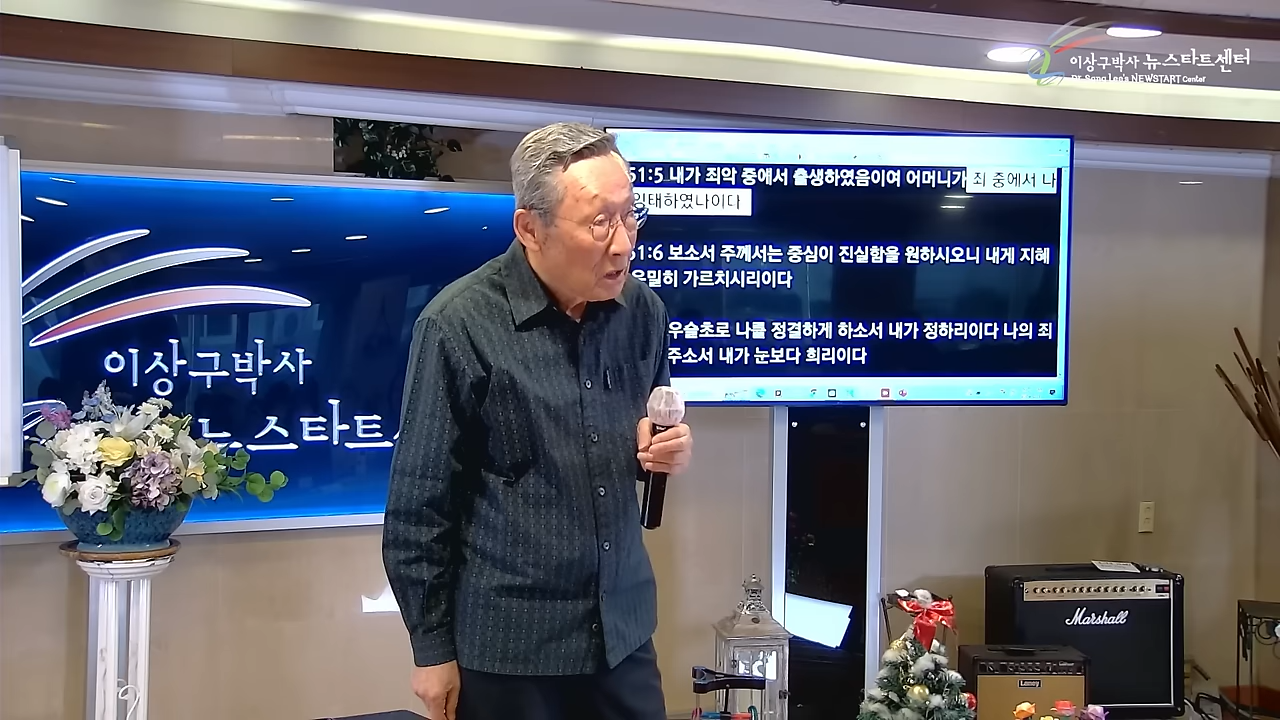 이상구박사 뉴스타트센터
Dr. Sang Lee's NEWSTART Center
51:5 내가 죄악 중에서 출생하였음이여 어머니가 죄 중에서 나
잉태하였나이다
51:6 보소서 주께서는 중심이 진실함을 원하시오니 내게 지혜
은밀히 가르치시리이다
우슬초로 나를 정결하게 하소서 내가 정하리이다 나의 죄
주소서 내가 눈보다 희리이다
이상구박사
뉴스타트
Marshall
Laney